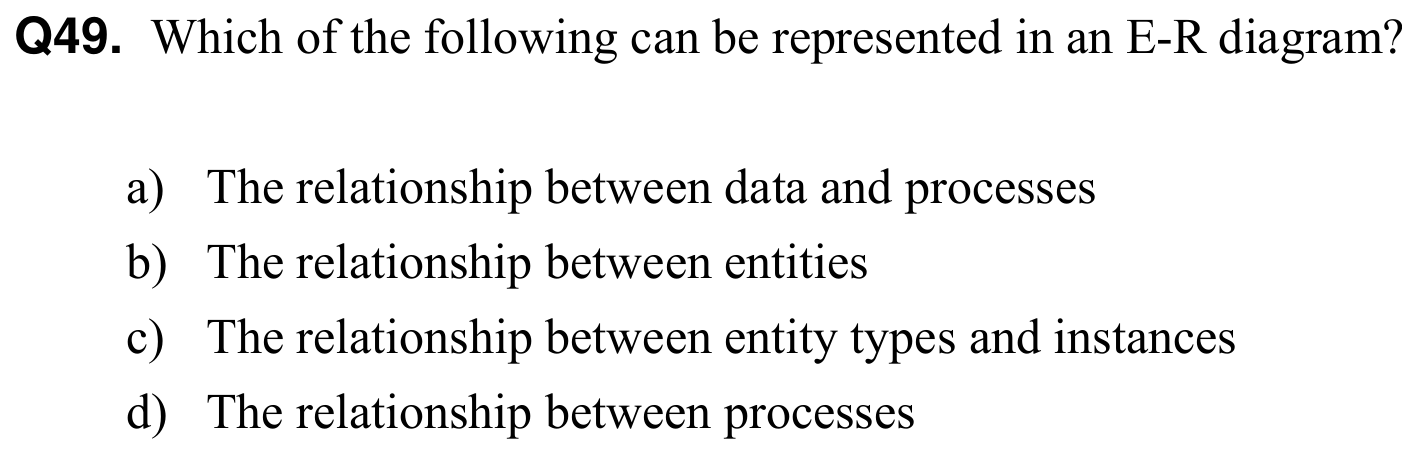 Q49. Which of the following can be represented in an E-R diagram?
a) The relationship between data and processes
b) The relationship between entities
c) The relationship between entity types and instances
d) The relationship between processes